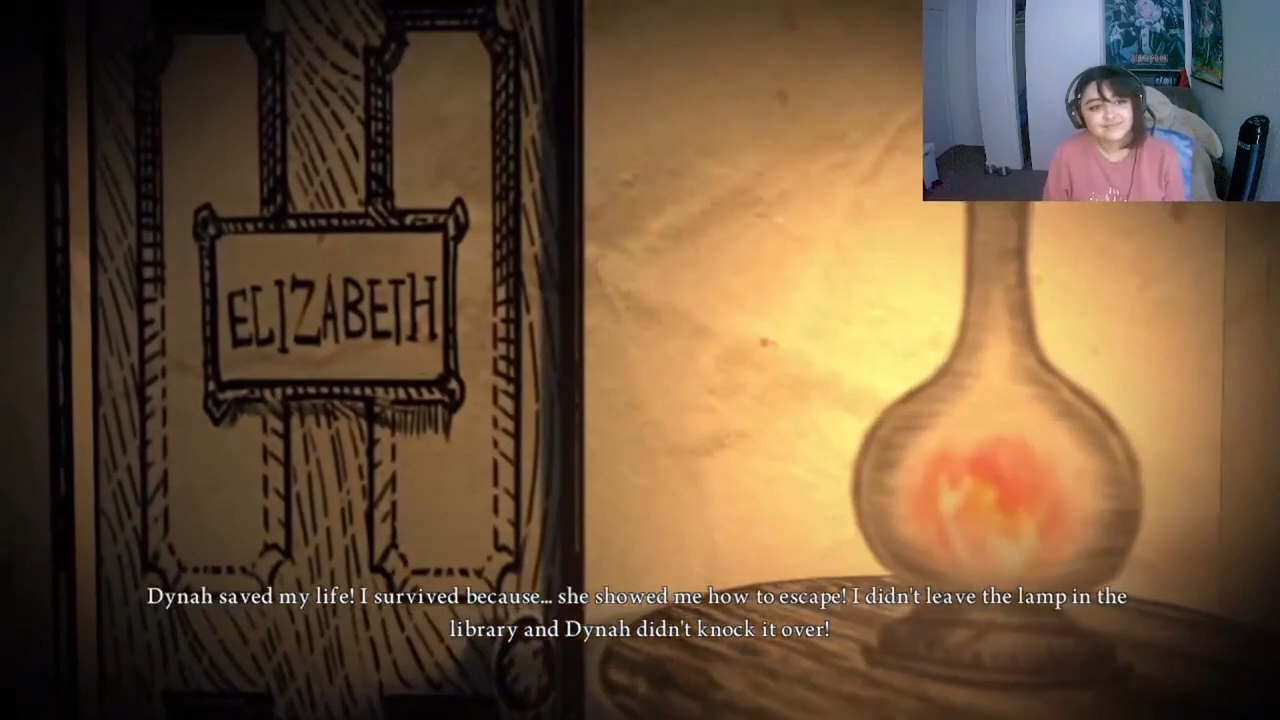 ELIZABETH
Dynah saved my life! I survived because... she showed me how to escape! I didn't leave the lamp in the
library and Dynah didn't knock it over!